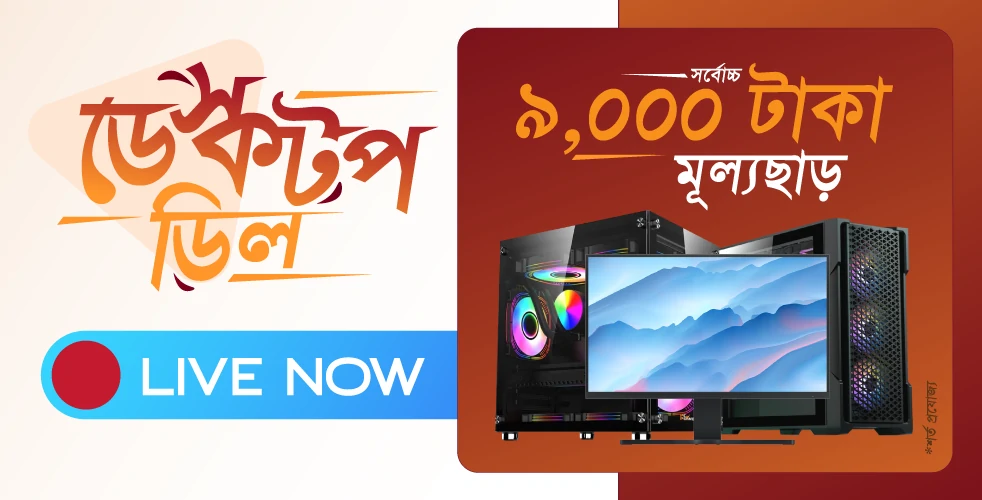 ডেস্কটপ
ডিল
LIVE NOW
সর্বোচ্চ
৯,০০০ টাকা
মূল্যছাড়
*শর্ত প্রযোজ্য